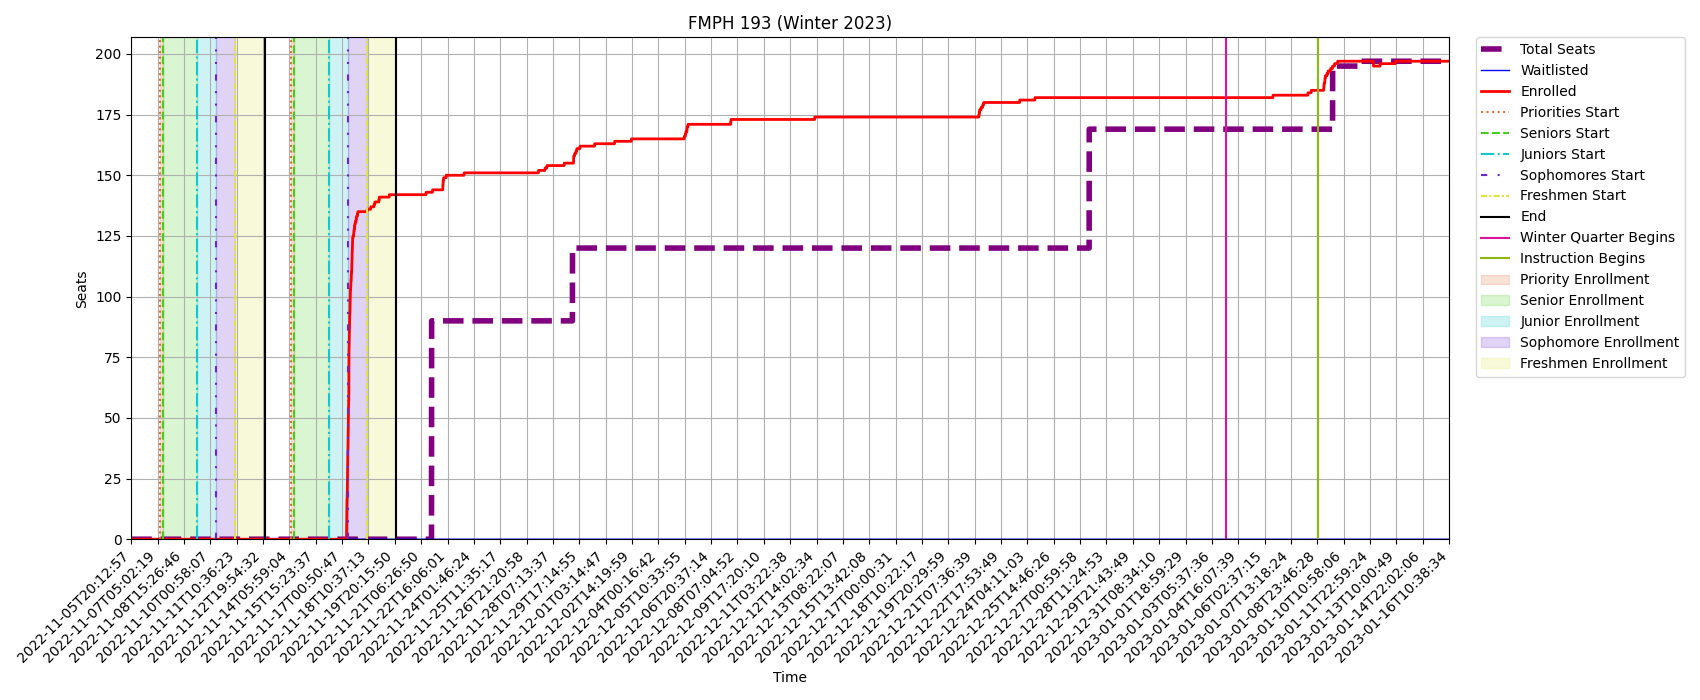 FMPH 193 (Winter 2023)
Seats
200
175
150
125
100
75
50
25
0
2022-11-05T20:12:57
2022-11-07T05:02:19
2022-11-08T15:26:46
2022-11-10T00:58:07
2022-11-11T10:36:23
2022-11-12T19:54:32
2022-11-14T05:59:04
2022-11-15T15:23:37
2022-11-17T00:50:47
2022-11-18T10:37:13
2022-11-19T20:15:50
2022-11-21T06:26:50
2022-11-22T16:06:01
2022-11-24T01:46:24
2022-11-25T11:35:17
2022-11-26T21:20:58
2022-11-28T07:13:37
2022-11-29T17:14:55
2022-12-01T03:14:47
2022-12-02T14:19:59
2022-12-04T00:16:42
2022-12-05T10:33:55
2022-12-06T20:37:14
2022-12-08T07:04:52
2022-12-09T17:20:10
2022-12-11T03:22:38
2022-12-12T14:02:34
2022-12-14T08:22:07
2022-12-15T13:42:08
2022-12-17T00:00:31
2022-12-18T10:22:17
2022-12-19T20:29:59
2022-12-21T07:36:39
2022-12-22T17:53:49
2022-12-24T04:11:03
2022-12-25T14:46:26
2022-12-27T00:59:58
2022-12-28T11:24:53
2022-12-29T21:43:49
2022-12-31T08:34:10
2023-01-01T18:59:29
2023-01-03T05:37:36
2023-01-04T16:07:39
2023-01-06T02:37:15
2023-01-07T13:18:24
2023-01-08T23:46:28
2023-01-10T10:58:06
2023-01-11T22:59:24
2023-01-13T10:00:49
2023-01-14T22:02:06
2023-01-16T10:38:34
Time
Total Seats
Waitlisted
Enrolled
Priorities Start
Seniors Start
Juniors Start
Sophomores Start
Freshmen Start
End
Winter Quarter Begins
Instruction Begins
Priority Enrollment
Senior Enrollment
Junior Enrollment
Sophomore Enrollment
Freshmen Enrollment